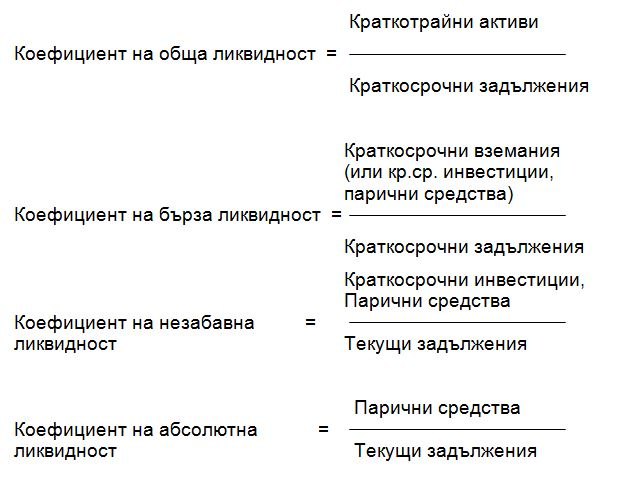 Краткотрайни активи
Коефициент на обща ликвидност =
Краткосрочни задължения
Краткосрочни вземания
(или кр.ср. инвестиции,
парични средства)
Коефициент на бърза ликвидност =
Краткосрочни задължения
Краткосрочни инвестиции,
Парични средства
Коефициент на незабавна =
ликвидност
Текущи задължения
Парични средства
Коефициент на абсолютна =
ликвидност
Текущи задължения